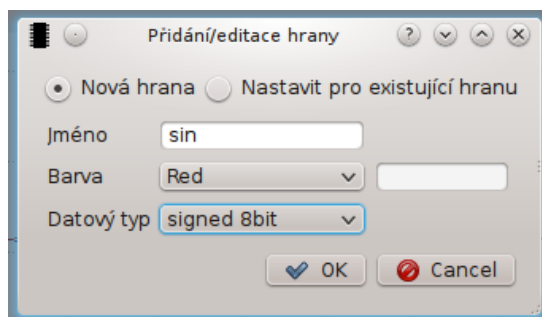 Přidání/editace hrany
Nová hrana Nastavit pro existující hranu
Jméno sin
Barva Red
Datový typ signed 8bit
OK Cancel